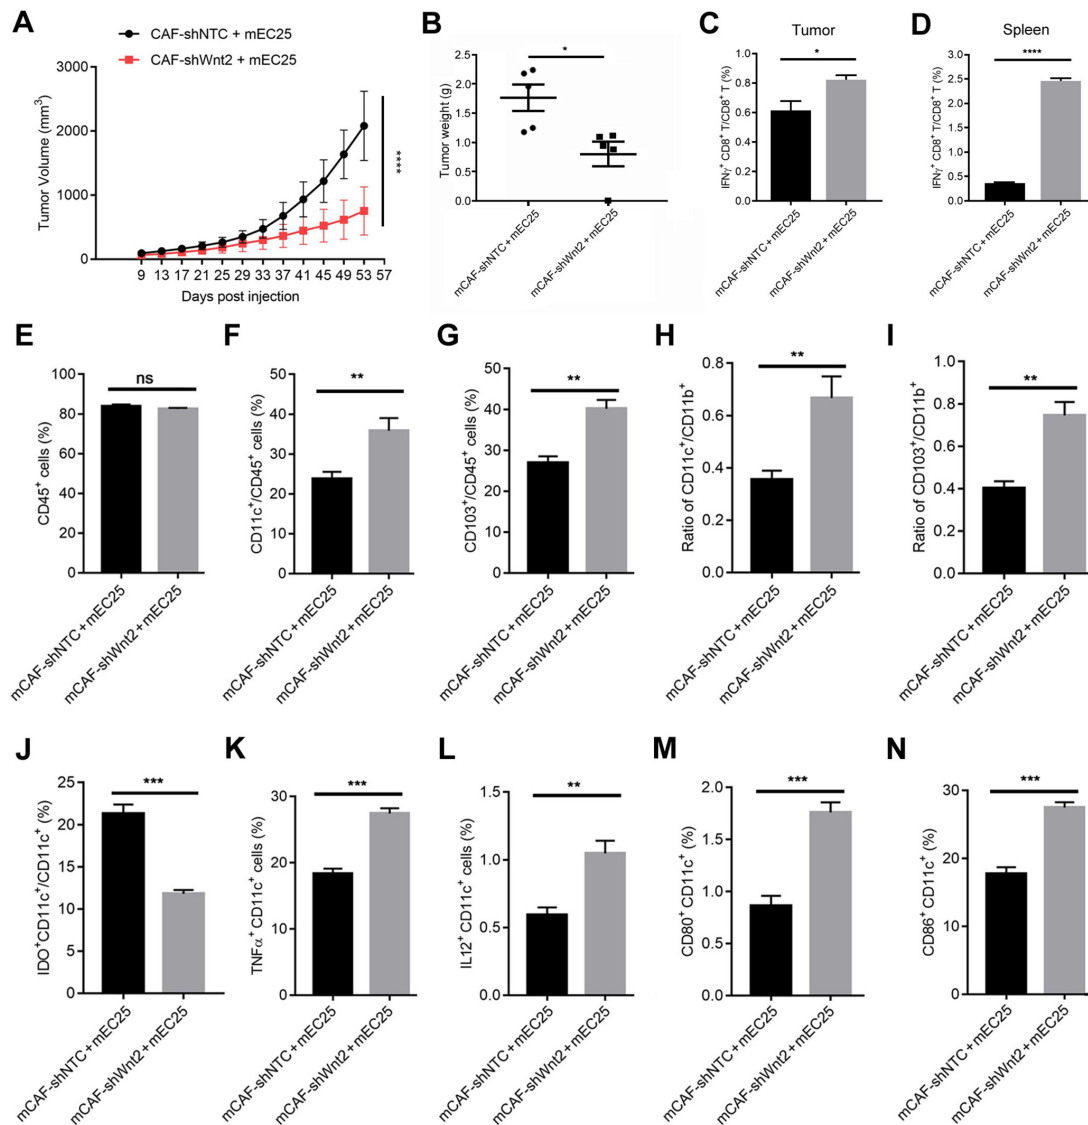 A
CAF-shNTC + mEC25
CAF-shWnt2 + mEC25
Tumor Volume (mm³)
3000
2000
1000
0
9 13 17 21 25 29 33 37 41 45 49 53 57
Days post injection
****
B
Tumor weight (g)
2.5
2.0
1.5
1.0
0.5
0.0
*
mCAF-shNTC + mEC25
mCAF-shWnt2 + mEC25
C
Tumor
IFNγ⁺ CD8⁺ T/CD8⁺ T (%)
1.0
0.8
0.6
0.4
0.2
0.0
*
mCAF-shNTC + mEC25
mCAF-shWnt2 + mEC25
D
Spleen
IFNγ⁺ CD8⁺ T/CD8⁺ T (%)
3.0
2.5
2.0
1.5
1.0
0.5
0.0
****
mCAF-shNTC + mEC25
mCAF-shWnt2 + mEC25
E
CD45⁺ cells (%)
100
80
60
40
20
0
ns
mCAF-shNTC + mEC25
mCAF-shWnt2 + mEC25
F
CD11c⁺/CD45⁺ cells (%)
50
40
30
20
10
0
**
mCAF-shNTC + mEC25
mCAF-shWnt2 + mEC25
G
CD103⁺/CD45⁺ cells (%)
50
40
30
20
10
0
**
mCAF-shNTC + mEC25
mCAF-shWnt2 + mEC25
H
Ratio of CD11c⁺/CD11b⁺
0.8
0.6
0.4
0.2
0.0
**
mCAF-shNTC + mEC25
mCAF-shWnt2 + mEC25
I
Ratio of CD103⁺/CD11b⁺
1.0
0.8
0.6
0.4
0.2
0.0
**
mCAF-shNTC + mEC25
mCAF-shWnt2 + mEC25
J
IDO⁺CD11c⁺/CD11c⁺ (%)
25
20
15
10
5
0
***
mCAF-shNTC + mEC25
mCAF-shWnt2 + mEC25
K
TNFα⁺ CD11c⁺ cells (%)
30
20
10
0
***
mCAF-shNTC + mEC25
mCAF-shWnt2 + mEC25
L
IL12⁺ CD11c⁺ cells (%)
1.5
1.0
0.5
0.0
**
mCAF-shNTC + mEC25
mCAF-shWnt2 + mEC25
M
CD80⁺ CD11c⁺ (%)
2.0
1.5
1.0
0.5
0.0
***
mCAF-shNTC + mEC25
mCAF-shWnt2 + mEC25
N
CD86⁺ CD11c⁺ (%)
30
20
10
0
***
mCAF-shNTC + mEC25
mCAF-shWnt2 + mEC25